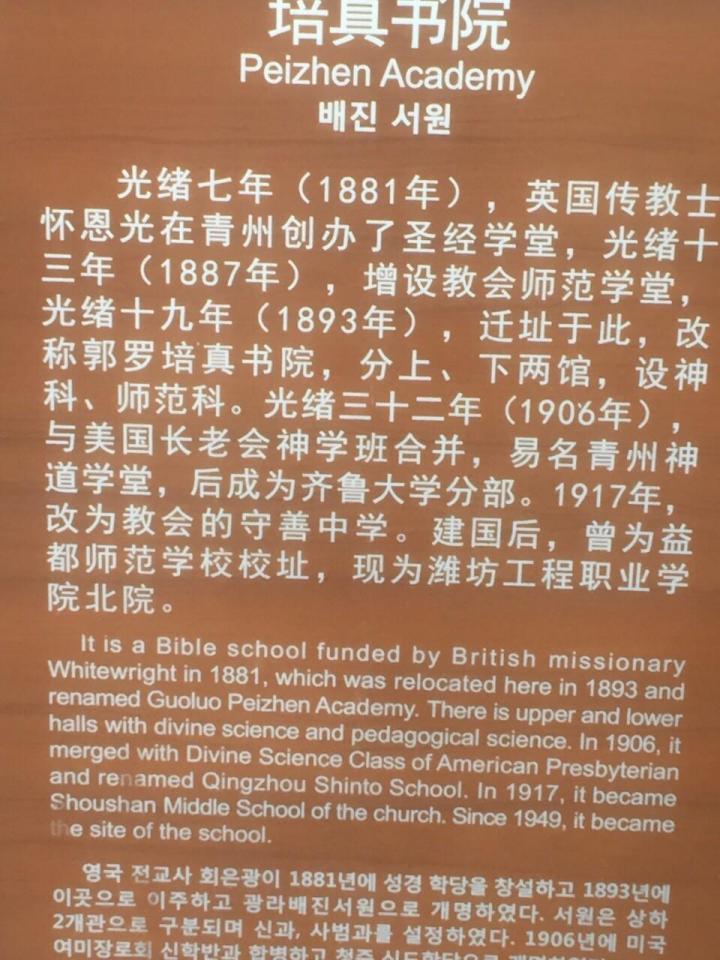 培真书院
Peizhen Academy
배진 서원
光绪七年（1881年），英国传教士
怀恩光在青州创办了圣经学堂，光绪十
三年（1887年），增设教会师范学堂，
光绪十九年（1893年），迁址于此，改
称郭罗培真书院，分上、下两馆，设神
科、师范科。光绪三十二年（1906年），
与美国长老会神学班合并，易名青州神
道学堂，后成为齐鲁大学分部。1917年，
改为教会的守善中学。建国后，曾为益
都师范学校校址，现为潍坊工程职业学
院北院。
It is a Bible school funded by British missionary
Whitewright in 1881, which was relocated here in 1893 and
renamed Guoluo Peizhen Academy. There is upper and lower
halls with divine science and pedagogical science. In 1906, it
merged with Divine Science Class of American Presbyterian
and renamed Qingzhou Shinto School. In 1917, it became
Shoushan Middle School of the church. Since 1949, it became
the site of the school.
영국 전교사 회은광이 1881년에 성경 학당을 창설하고 1893년에
이곳으로 이주하고 광라배진서원으로 개명하였다. 서원은 상하
2개관으로 구분되며 신과, 사범과를 설정하였다. 1906년에 미국
여미장로회 신학반과 합병하고 청주